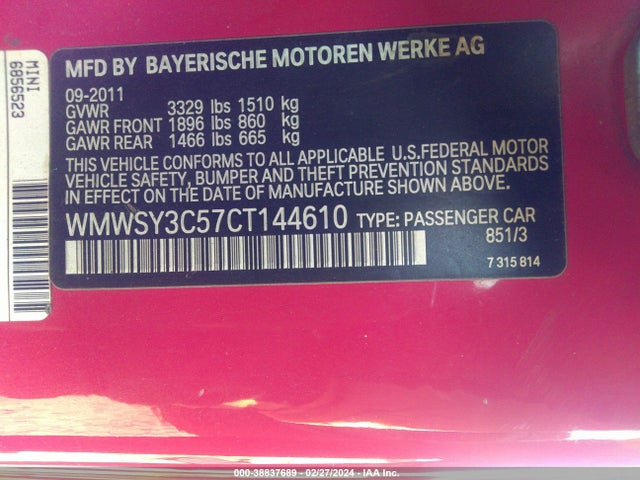 MINI
6856523
MFD BY BAYERISCHE MOTOREN WERKE AG
09-2011
GVWR 3329 lbs 1510 kg
GAWR FRONT 1896 lbs 860 kg
GAWR REAR 1466 lbs 665 kg
THIS VEHICLE CONFORMS TO ALL APPLICABLE U.S.FEDERAL MOTOR
VEHICLE SAFETY, BUMPER AND THEFT PREVENTION STANDARDS
IN EFFECT ON THE DATE OF MANUFACTURE SHOWN ABOVE.
WMWSY3C57CT144610 TYPE: PASSENGER CAR
851/3
7 315 814
000-38837689 - 02/27/2024 - IAA Inc.